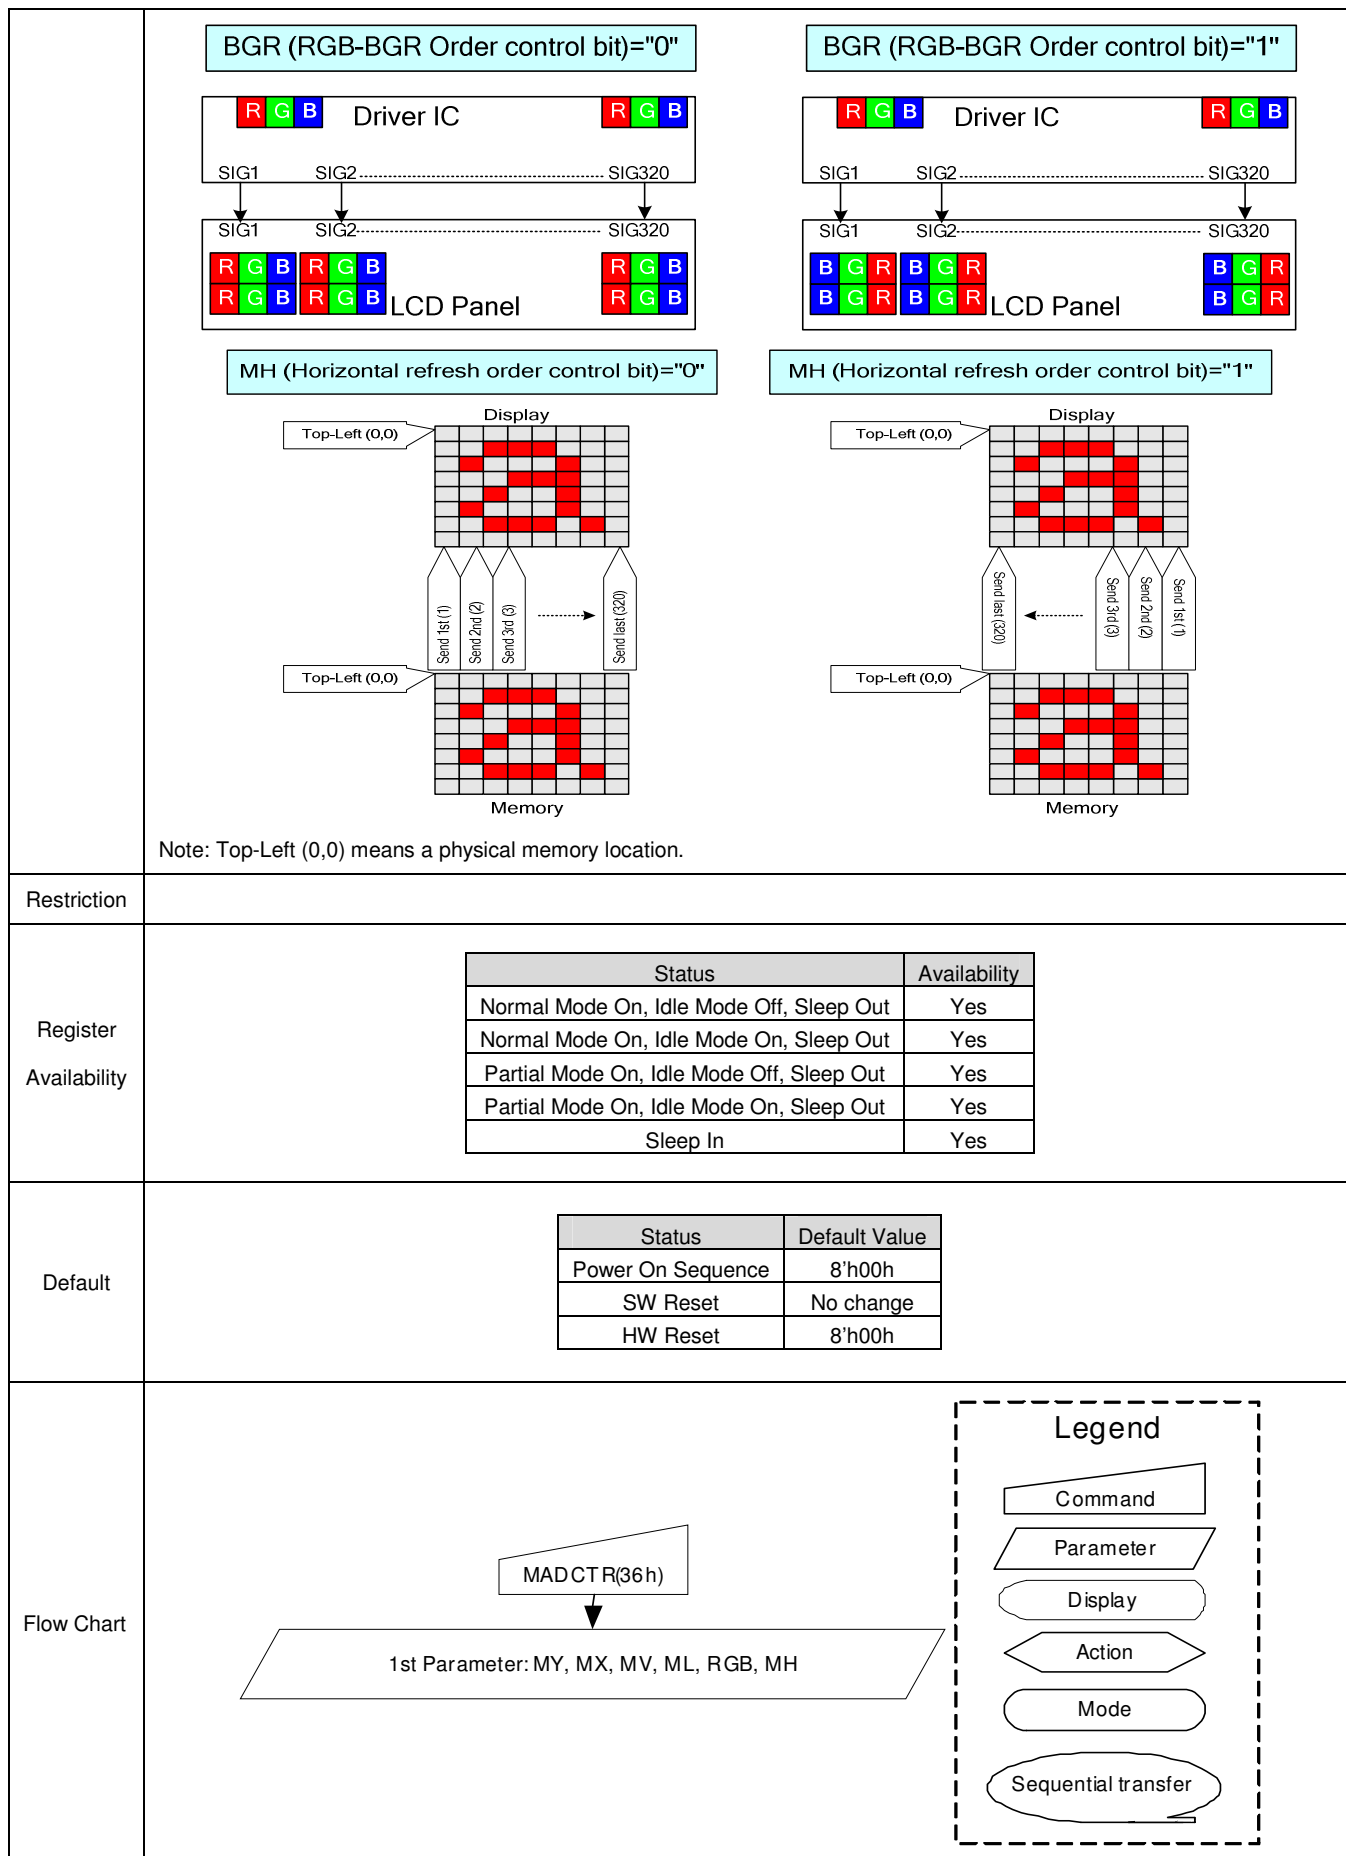 BGR (RGB-BGR Order control bit)="0"
BGR (RGB-BGR Order control bit)="1"
R G B Driver IC R G B
R G B Driver IC R G B
SIG1 SIG2 SIG320
SIG1 SIG2 SIG320
SIG1 SIG2 SIG320
SIG1 SIG2 SIG320
R G B R G B R G B
B G R B G R B G R
R G B R G B LCD Panel R G B
B G R B G R LCD Panel B G R
MH (Horizontal refresh order control bit)="0"
MH (Horizontal refresh order control bit)="1"
Display
Top-Left (0,0)
Send 1st (1)
Send 2nd (2)
Send 3rd (3)
Send last (320)
Top-Left (0,0)
Memory
Display
Top-Left (0,0)
Send last (320)
Send 3rd (3)
Send 2nd (2)
Send 1st (1)
Top-Left (0,0)
Memory
Note: Top-Left (0,0) means a physical memory location.
Restriction
Register
Availability
Status Availability
Normal Mode On, Idle Mode Off, Sleep Out Yes
Normal Mode On, Idle Mode On, Sleep Out Yes
Partial Mode On, Idle Mode Off, Sleep Out Yes
Partial Mode On, Idle Mode On, Sleep Out Yes
Sleep In Yes
Default
Status Default Value
Power On Sequence 8'h00h
SW Reset No change
HW Reset 8'h00h
Flow Chart
MADCTR(36h)
1st Parameter: MY, MX, MV, ML, RGB, MH
Legend
Command
Parameter
Display
Action
Mode
Sequential transfer